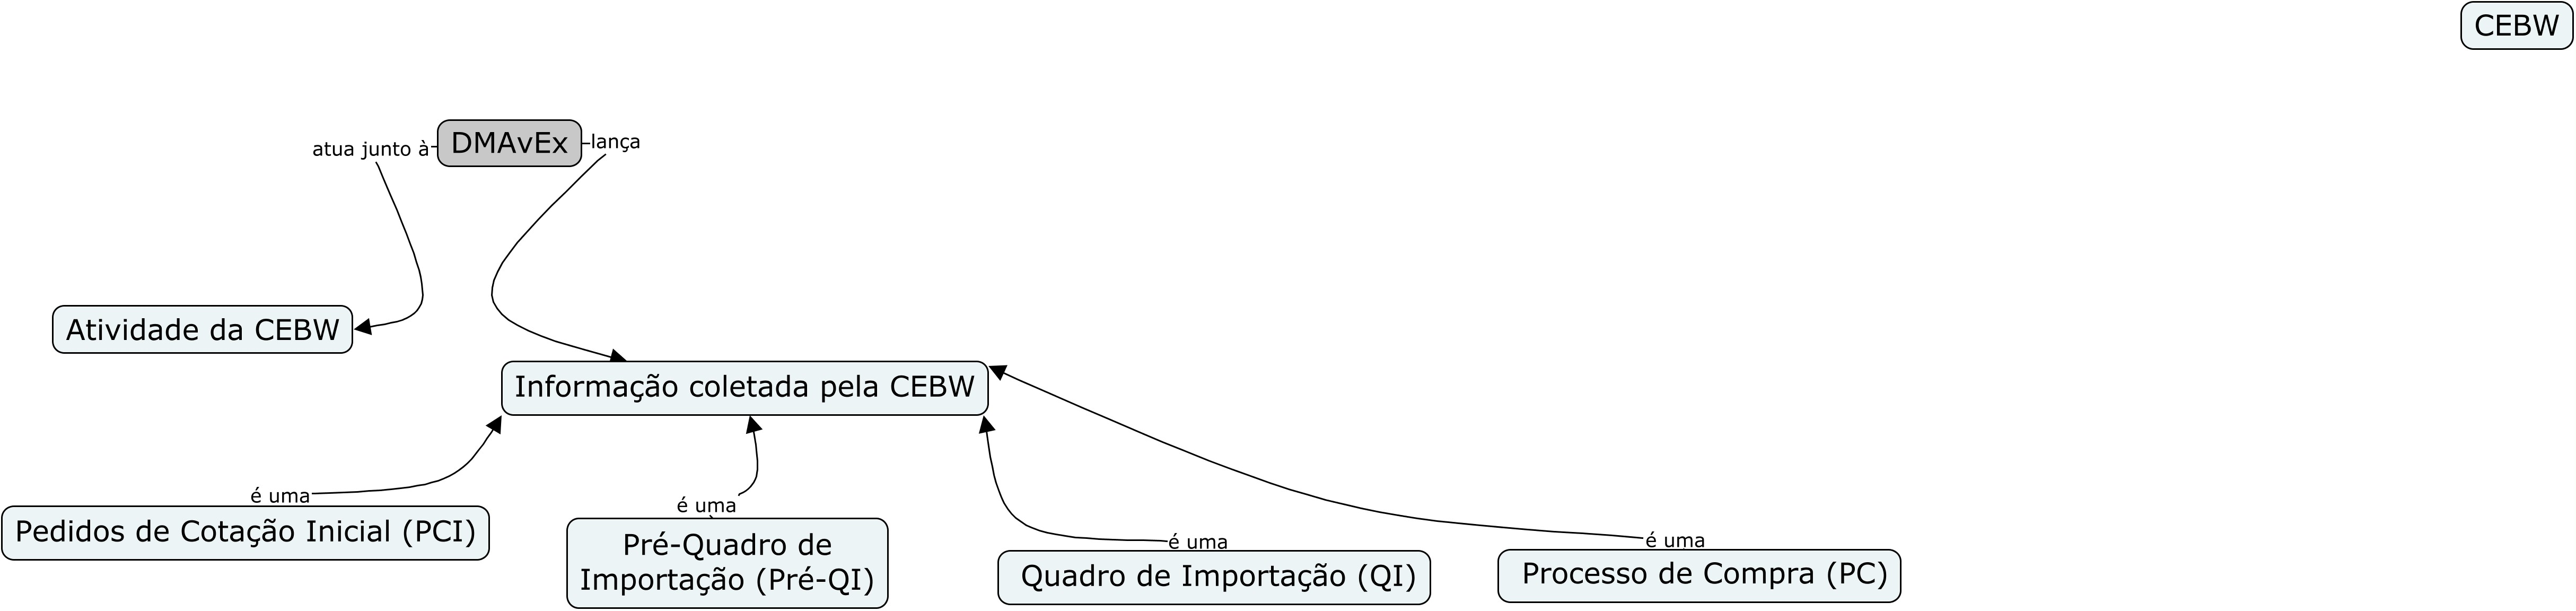 CEBW
atua junto à
DMAvEx
lança
Atividade da CEBW
Informação coletada pela CEBW
é uma
Pedidos de Cotação Inicial (PCI)
é uma
Pré-Quadro de
Importação (Pré-QI)
é uma
Quadro de Importação (QI)
é uma
Processo de Compra (PC)